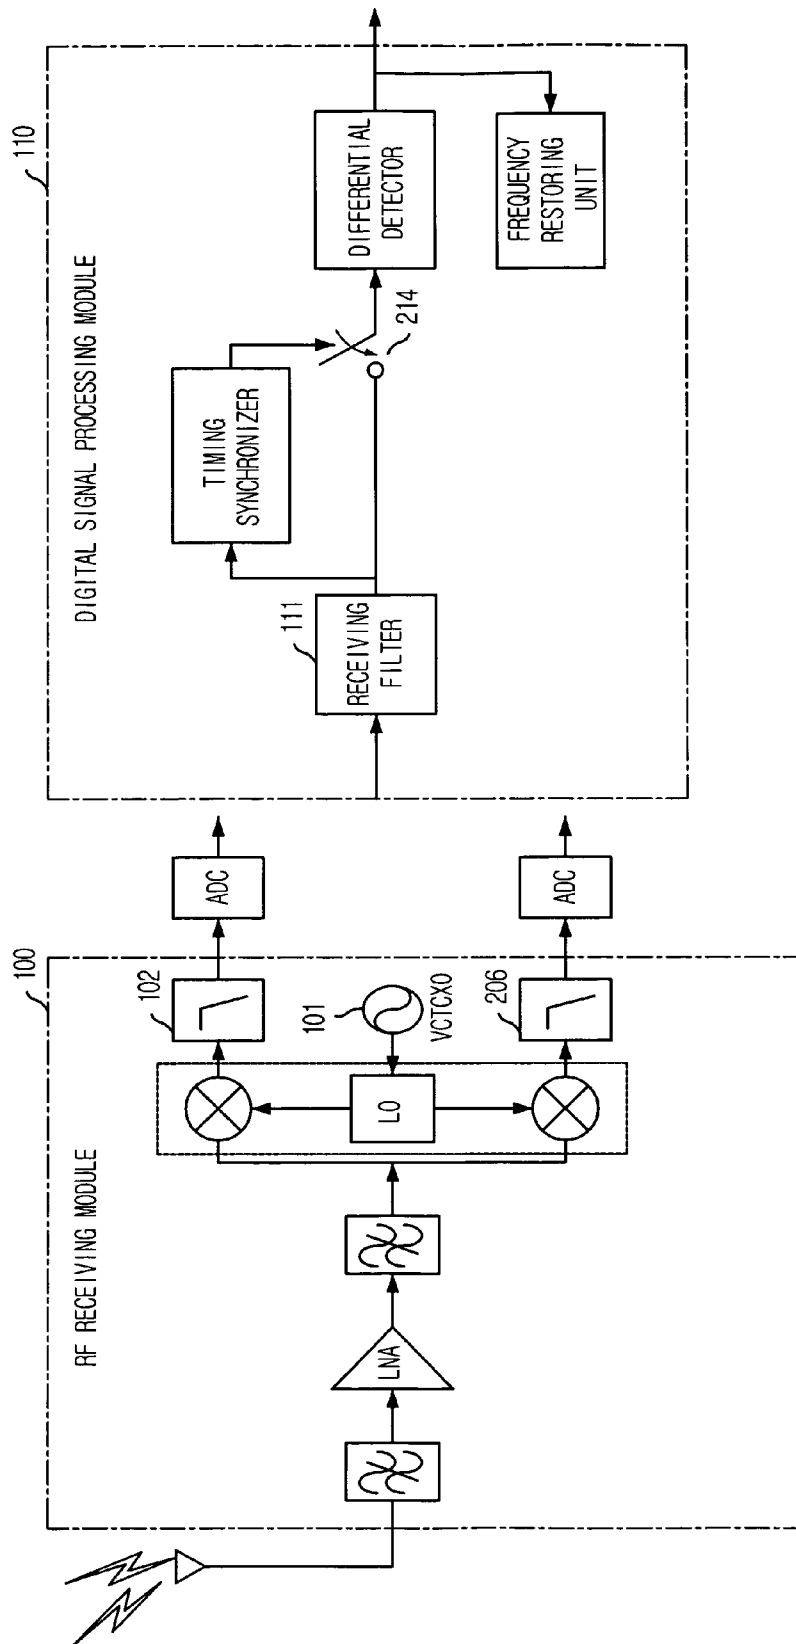 100
RF RECEIVING MODULE
LNA
LO
101
VCTCXO
102
206
ADC
ADC
110
DIGITAL SIGNAL PROCESSING MODULE
111
RECEIVING
FILTER
TIMING
SYNCHRONIZER
214
DIFFERENTIAL
DETECTOR
FREQUENCY
RESTORING
UNIT